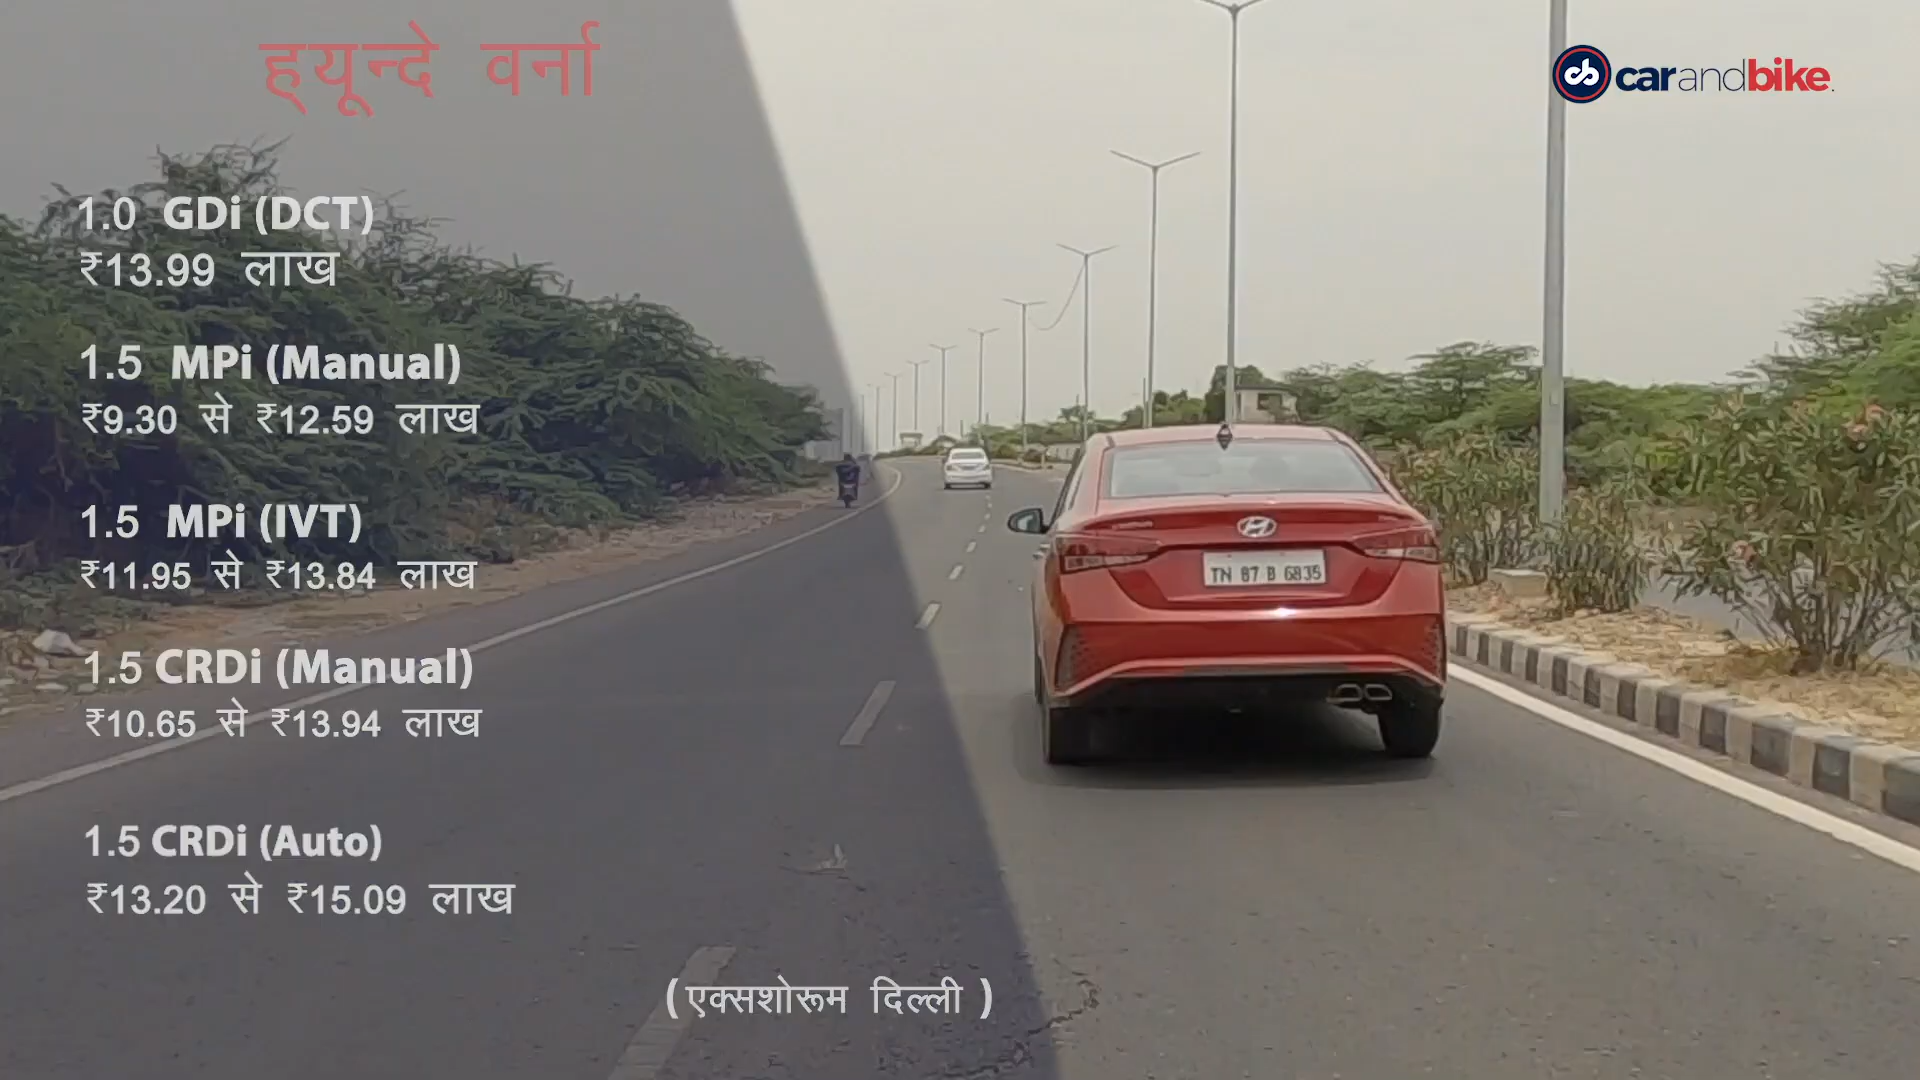 ह्यून्दे वर्ना
carandbike.
1.0 GDi (DCT)
₹13.99 लाख
1.5 MPi (Manual)
₹9.30 से ₹12.59 लाख
1.5 MPi (IVT)
₹11.95 से ₹13.84 लाख
1.5 CRDi (Manual)
₹10.65 से ₹13.94 लाख
1.5 CRDi (Auto)
₹13.20 से ₹15.09 लाख
(एक्सशोरूम दिल्ली )
TN 87 B 6835